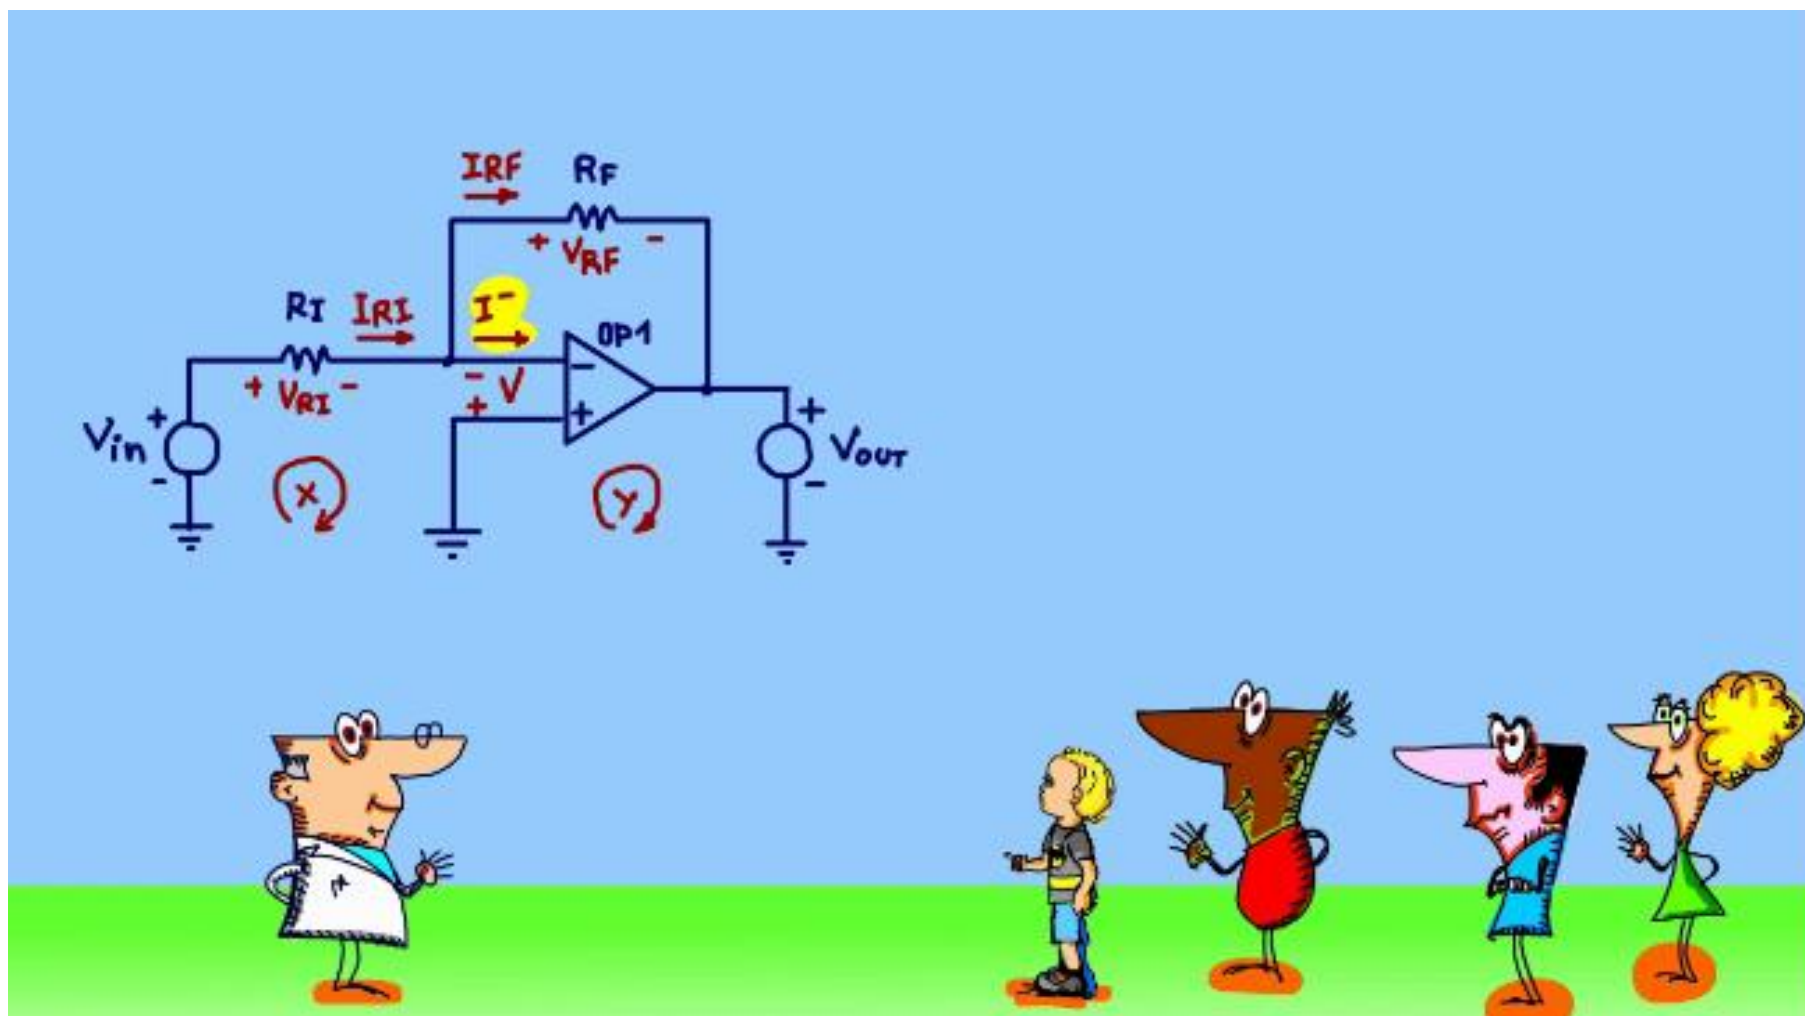 IRF RF
+ VRF -
RI IRI I⁻
OP1
+ VRI - - V -
+ +
Vin + - X Y + - VOUT